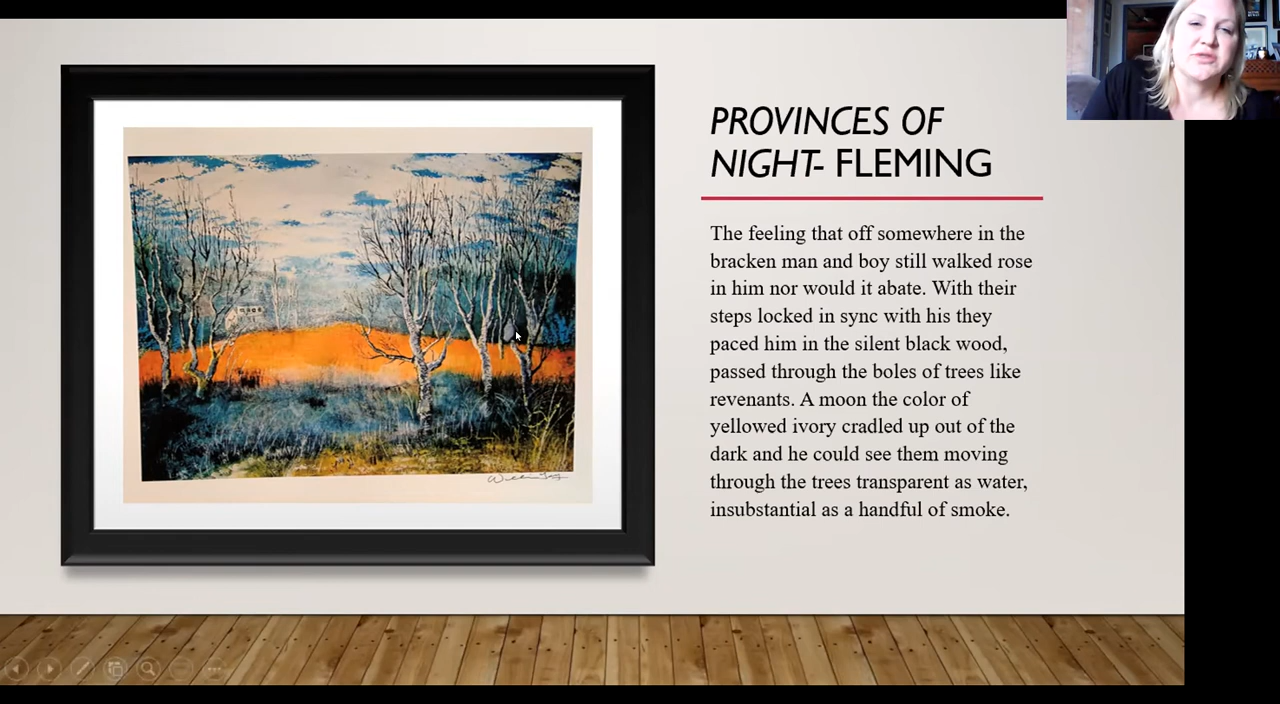 PROVINCES OF
NIGHT- FLEMING
The feeling that off somewhere in the
bracken man and boy still walked rose
in him nor would it abate. With their
steps locked in sync with his they
paced him in the silent black wood,
passed through the boles of trees like
revenants. A moon the color of
yellowed ivory cradled up out of the
dark and he could see them moving
through the trees transparent as water,
insubstantial as a handful of smoke.